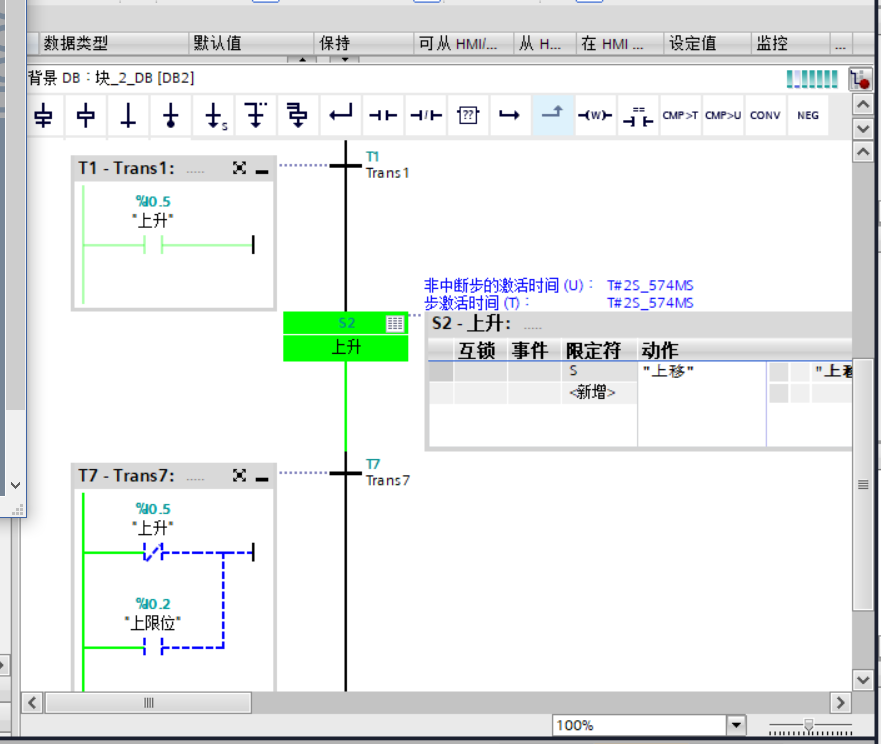 数据类型 默认值 保持 可从 HMI/... 从 H... 在 HMI ... 设定值 监控 ...
背景 DB：块_2_DB [DB2]
S ?? (W) == CMP>T CMP>U CONV NEG
T1 - Trans1: ..... T1
Trans1
%I0.5
"上升"
非中断步的激活时间 (U)： T#2S_574MS
步激活时间 (T)： T#2S_574MS
S2 S2 - 上升: .....
上升
互锁 事件 限定符 动作
S "上移" "上移
<新增>
T7 - Trans7: ..... T7
Trans7
%I0.5
"上升"
%I0.2
"上限位"
100%